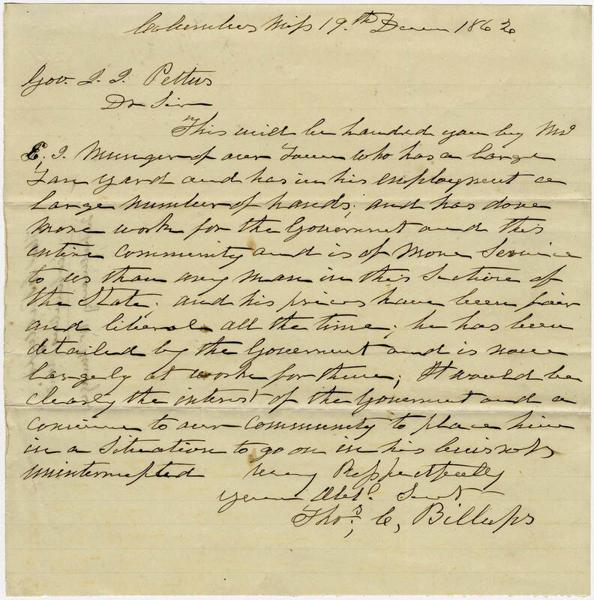 Columbus Miss 19.th Decem 1862
Gov. J. J. Pettus
Dr Sir
This will be handed you by Mr
E, J. Munger of our Town who has a large
Tan Yard and has in his employment a
Large number of hands; and has done
more work for the Government and this
entire community and is of more Service
to us than any man in this Section of
the State; and his prices have been fair
and liberal all the time; he has been
detailed by the Government and is now
largely at work for them; It would be
clearly the interest of the Government and a
to our Community to place him
in a Situation to go on in his business
uninterrupted Very Respectfully
your Obt. Sevt
Thos, C, Billups